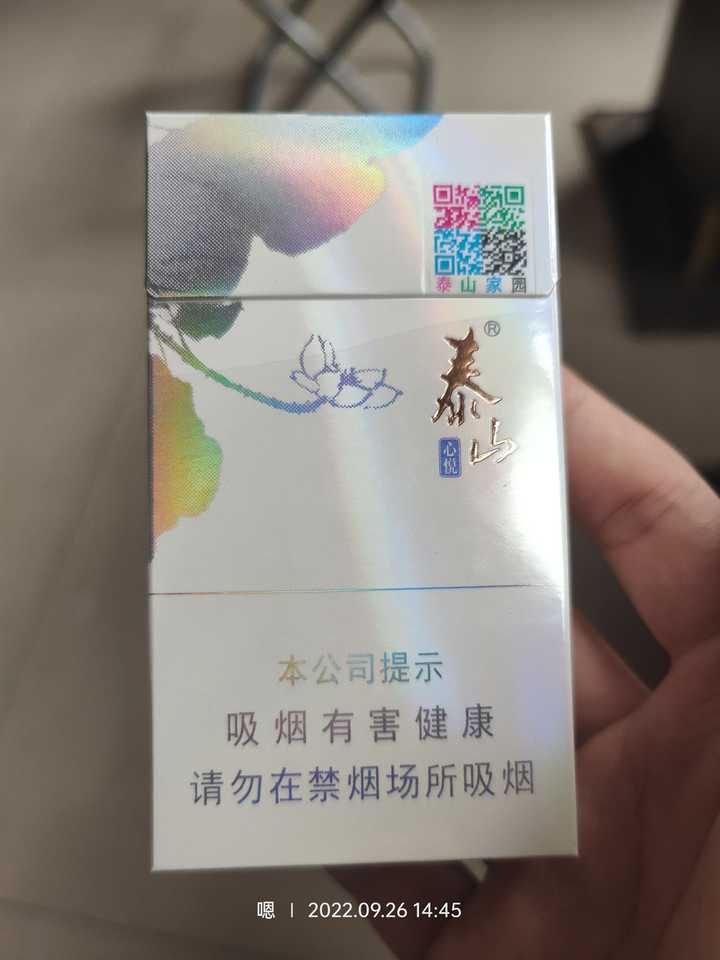 泰山家园
泰山®
心悦
本公司提示
吸烟有害健康
请勿在禁烟场所吸烟
嗯 | 2022.09.26 14:45